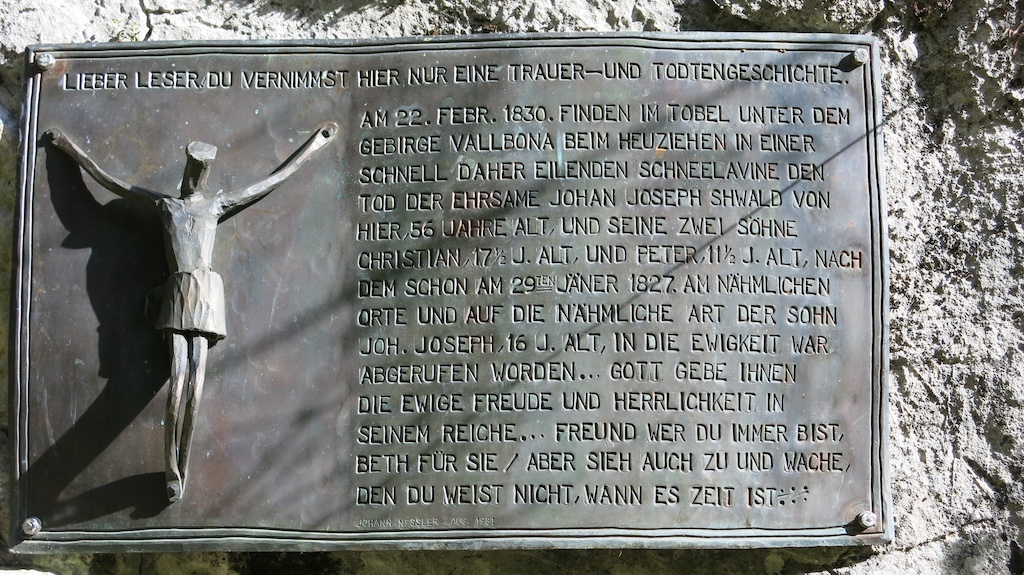 LIEBER LESER/DU VERNIMMST HIER NUR EINE TRAUER–UND TODTENGESCHICHTE.
AM 22. FEBR. 1830. FINDEN IM TOBEL UNTER DEM
GEBIRGE VALLBONA BEIM HEUZIEHEN IN EINER
SCHNELL DAHER EILENDEN SCHNEELAVINE DEN
TOD DER EHRSAME JOHAN JOSEPH SHWALD VON
HIER, 56 JAHRE ALT, UND SEINE ZWEI SÖHNE
CHRISTIAN, 17½ J. ALT, UND PETER, 11½ J. ALT, NACH
DEM SCHON AM 29TEN JÄNER 1827. AM NÄHMLICHEN
ORTE UND AUF DIE NÄHMLICHE ART DER SOHN
JOH. JOSEPH, 16 J. ALT, IN DIE EWIGKEIT WAR
ABGERUFEN WORDEN... GOTT GEBE IHNEN
DIE EWIGE FREUDE UND HERRLICHKEIT IN
SEINEM REICHE... FREUND WER DU IMMER BIST,
BETH FÜR SIE / ABER SIEH AUCH ZU UND WACHE,
DEN DU WEIST NICHT, WANN ES ZEIT IST
JOHANN NESSLER AUG. 1981